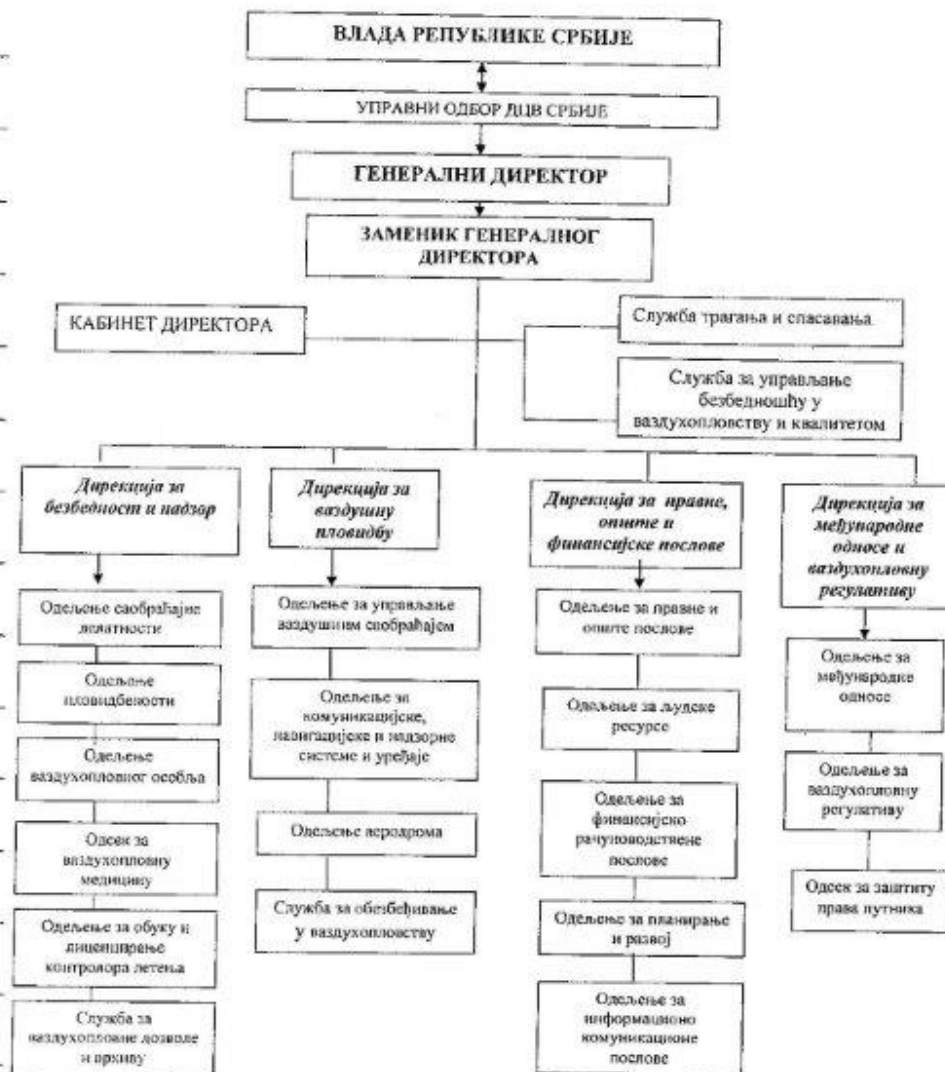 ВЛАДА РЕПУБЛИКЕ СРБИЈЕ
УПРАВНИ ОДБОР ДЦВ СРБИЈЕ
ГЕНЕРАЛНИ ДИРЕКТОР
ЗАМЕНИК ГЕНЕРАЛНОГ
ДИРЕКТОРА
КАБИНЕТ ДИРЕКТОРА
Служба трагања и спасавања
Служба за управљање
безбедношћу у
ваздухопловству и квалитетом
Дирекција за
безбедност и надзор
Одељење саобраћајне
делатности
Одељење
пловидбености
Одељење
ваздухопловног особља
Одсек за
ваздухопловну
медицину
Одељење за обуку и
лиценцирање
контролора летења
Служба за
ваздухопловне дозволе
и архиву
Дирекција за
ваздушну
пловидбу
Одељење за управљање
ваздушним саобраћајем
Одељење за
комуникацијске,
навигацијске и надзорне
системе и уређаје
Одељење аеродрома
Служба за обезбеђивање
у ваздухопловству
Дирекција за правне,
опште и
финансијске послове
Одељење за правне и
опште послове
Одељење за људске
ресурсе
Одељење за
финансијско
рачуноводствене
послове
Одељење за планирање
и развој
Одељење за
информационо
комуникационе
послове
Дирекција за
међународне
односе и
ваздухопловну
регулативу
Одељење за
међународне
односе
Одељење за
ваздухопловну
регулативу
Одсек за заштиту
права путника